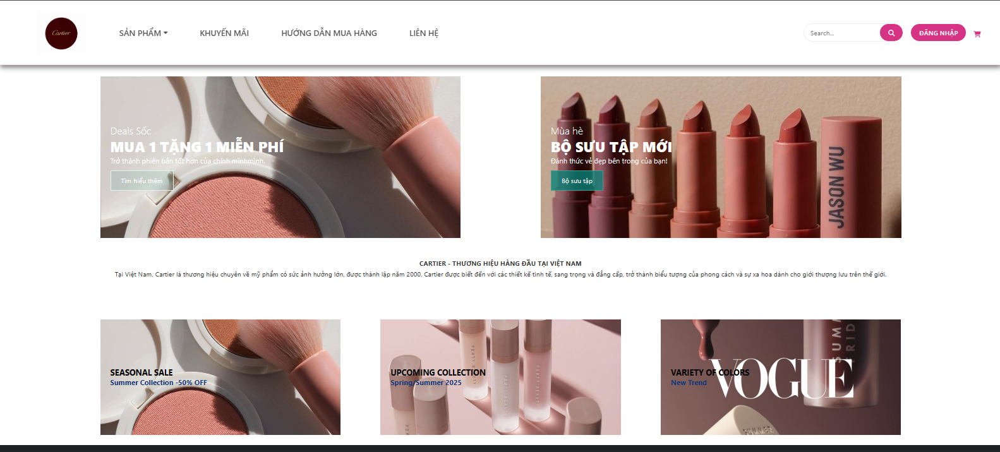 Cartier
SẢN PHẨM
KHUYẾN MÃI
HƯỚNG DẪN MUA HÀNG
LIÊN HỆ
Search...
ĐĂNG NHẬP
Deals Sốc
MUA 1 TẶNG 1 MIỄN PHÍ
Trở thành phiên bản tốt hơn của chính mìnhmình.
Tìm hiểu thêm
Mùa hè
BỘ SƯU TẬP MỚI
Đánh thức vẻ đẹp bên trong của bạn!
Bộ sưu tập
JASON WU
CARTIER - THƯƠNG HIỆU HÀNG ĐẦU TẠI VIỆT NAM
Tại Việt Nam, Cartier là thương hiệu chuyên về mỹ phẩm có sức ảnh hưởng lớn, được thành lập năm 2000. Cartier được biết đến với các thiết kế tinh tế, sang trọng và đẳng cấp, trở thành biểu tượng của phong cách và sự xa hoa dành cho giới thượng lưu trên thế giới.
SEASONAL SALE
Summer Collection -50% OFF
UPCOMING COLLECTION
Spring/Summer 2025
FENTY BEAUTY
FENTY BEAUTY
FENTY BEAUTY
VARIETY OF COLORS
New Trend
VOGUE